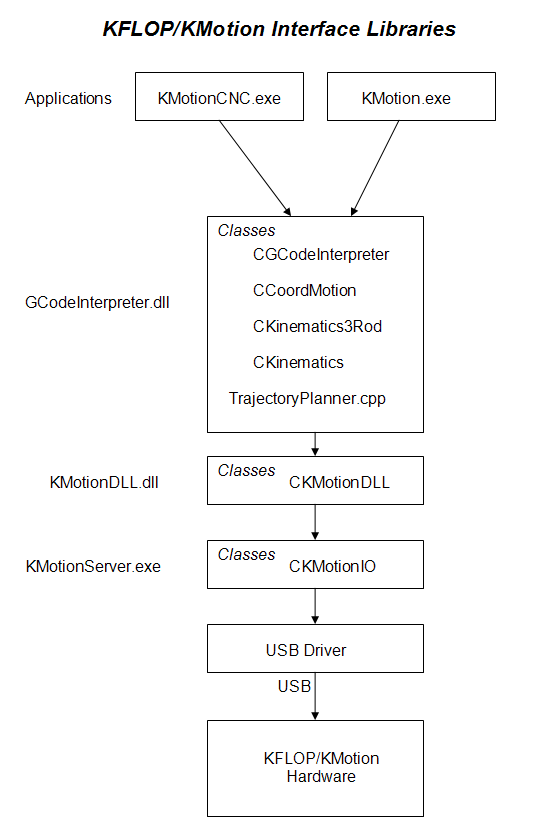 KFLOP/KMotion Interface Libraries
Applications
KMotionCNC.exe
KMotion.exe
Classes
CGCodeInterpreter
CCoordMotion
GCodeInterpreter.dll
CKinematics3Rod
CKinematics
TrajectoryPlanner.cpp
KMotionDLL.dll
Classes
CKMotionDLL
KMotionServer.exe
Classes
CKMotionIO
USB Driver
USB
KFLOP/KMotion
Hardware